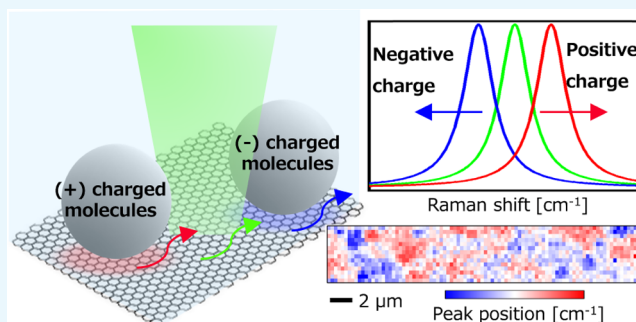 (+) charged
molecules
(-) charged
molecules
Negative
charge
Positive
charge
Raman shift [cm⁻¹]
2 μm
Peak position [cm⁻¹]